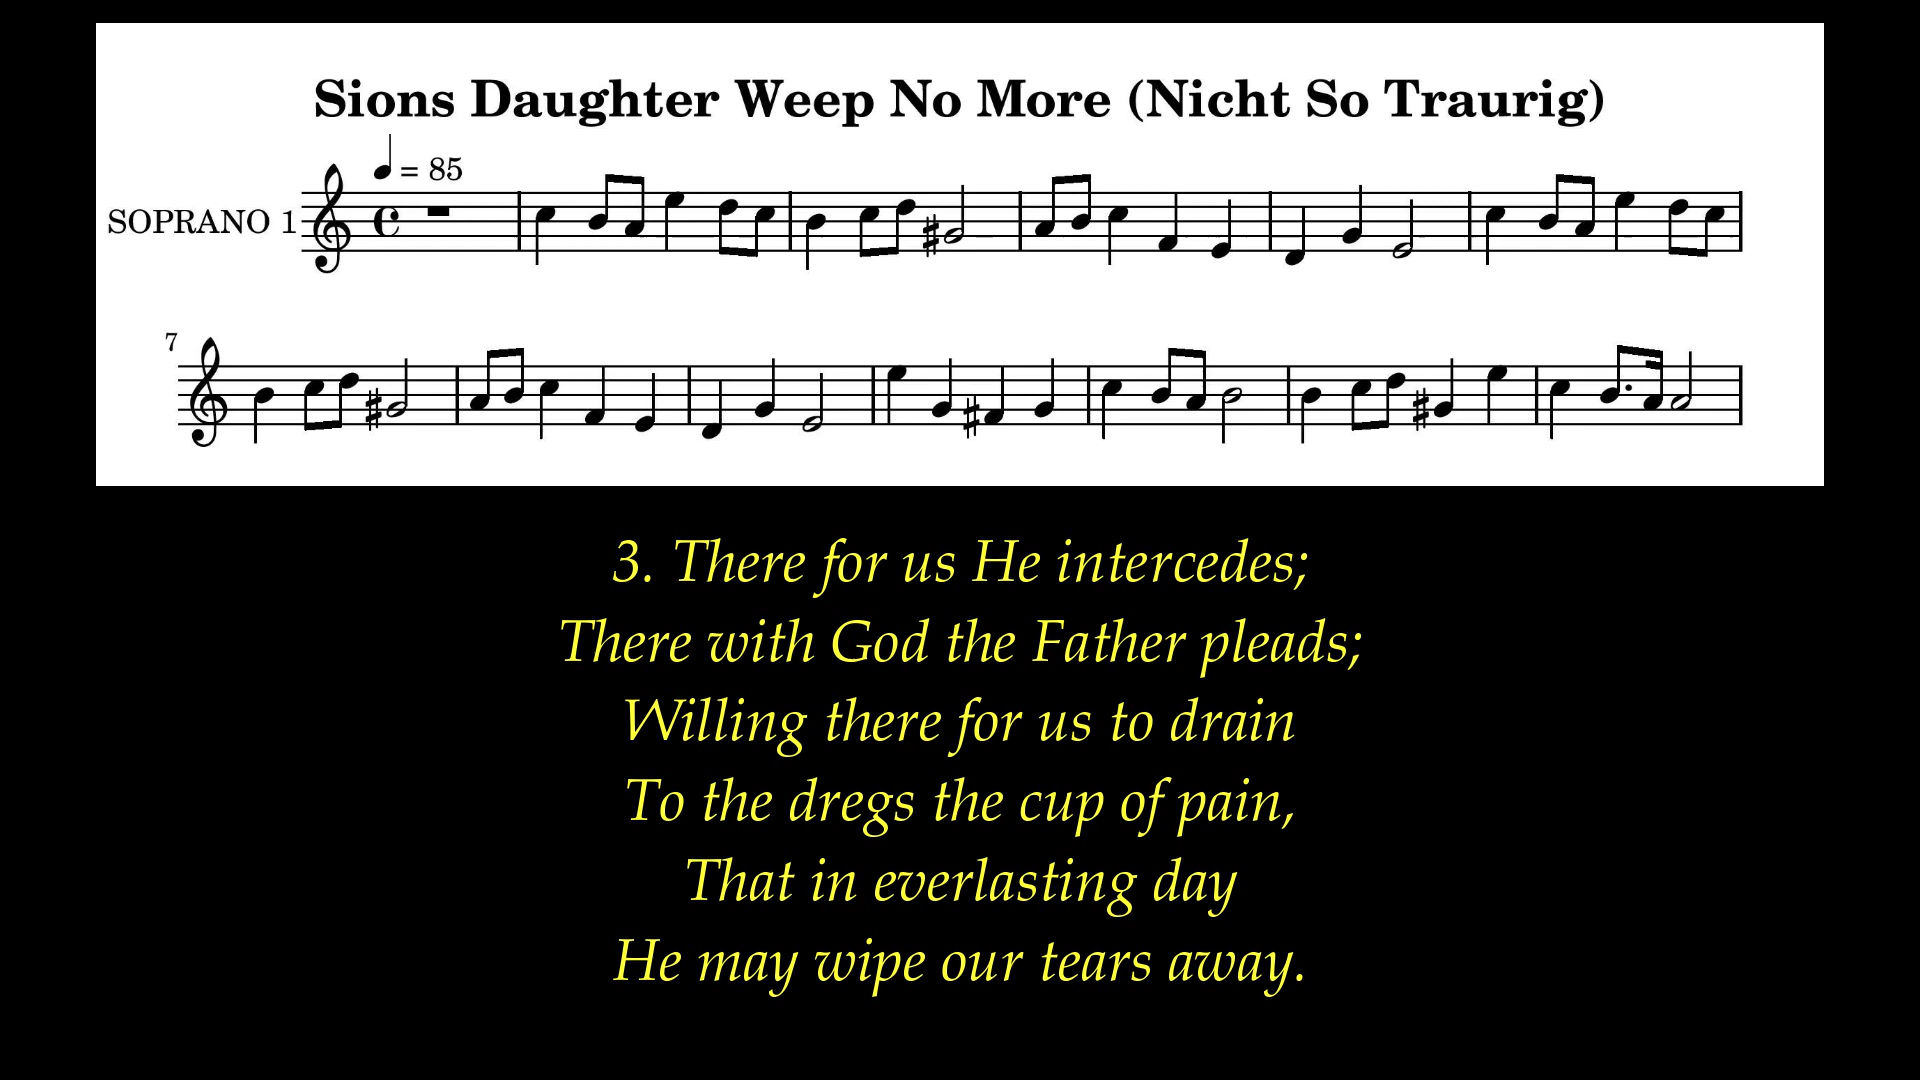 Sions Daughter Weep No More (Nicht So Traurig)
= 85
SOPRANO 1
7
3. There for us He intercedes;
There with God the Father pleads;
Willing there for us to drain
To the dregs the cup of pain,
That in everlasting day
He may wipe our tears away.